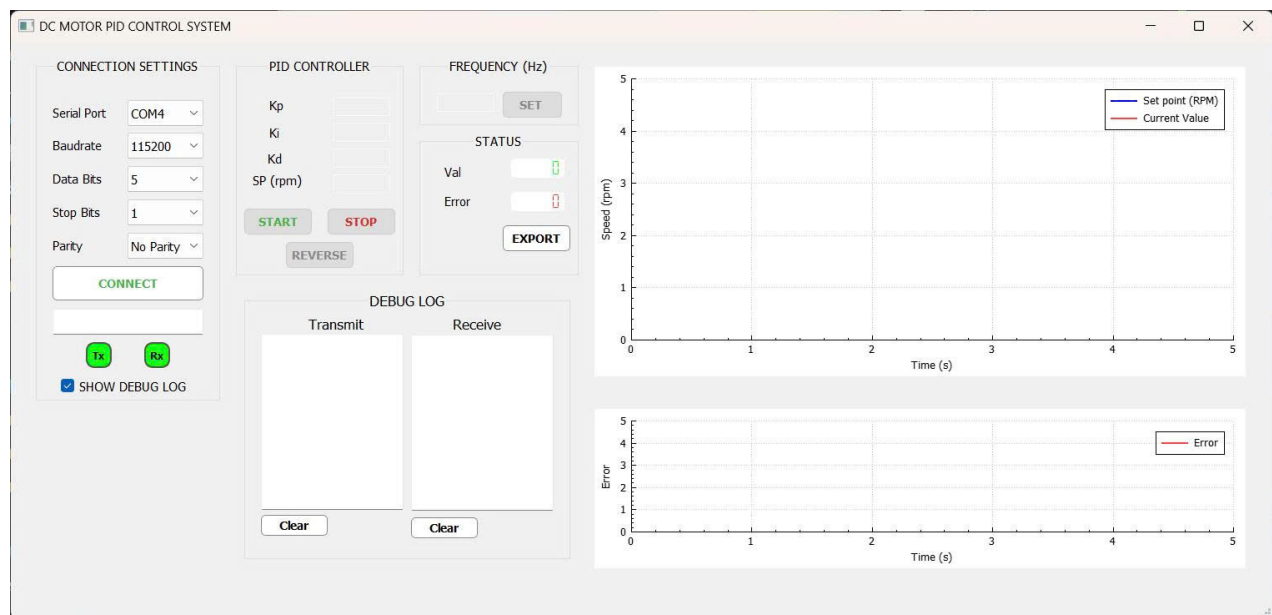 DC MOTOR PID CONTROL SYSTEM
CONNECTION SETTINGS
Serial Port COM4
Baudrate 115200
Data Bits 5
Stop Bits 1
Parity No Parity
CONNECT
Tx Rx
SHOW DEBUG LOG
PID CONTROLLER
Kp
Ki
Kd
SP (rpm)
START STOP
REVERSE
FREQUENCY (Hz)
SET
STATUS
Val 0
Error 0
EXPORT
DEBUG LOG
Transmit Receive
Clear Clear
Set point (RPM)
Current Value
Speed (rpm)
5
4
3
2
1
0
0 1 2 3 4 5
Time (s)
Error
Error
5
4
3
2
1
0
0 1 2 3 4 5
Time (s)